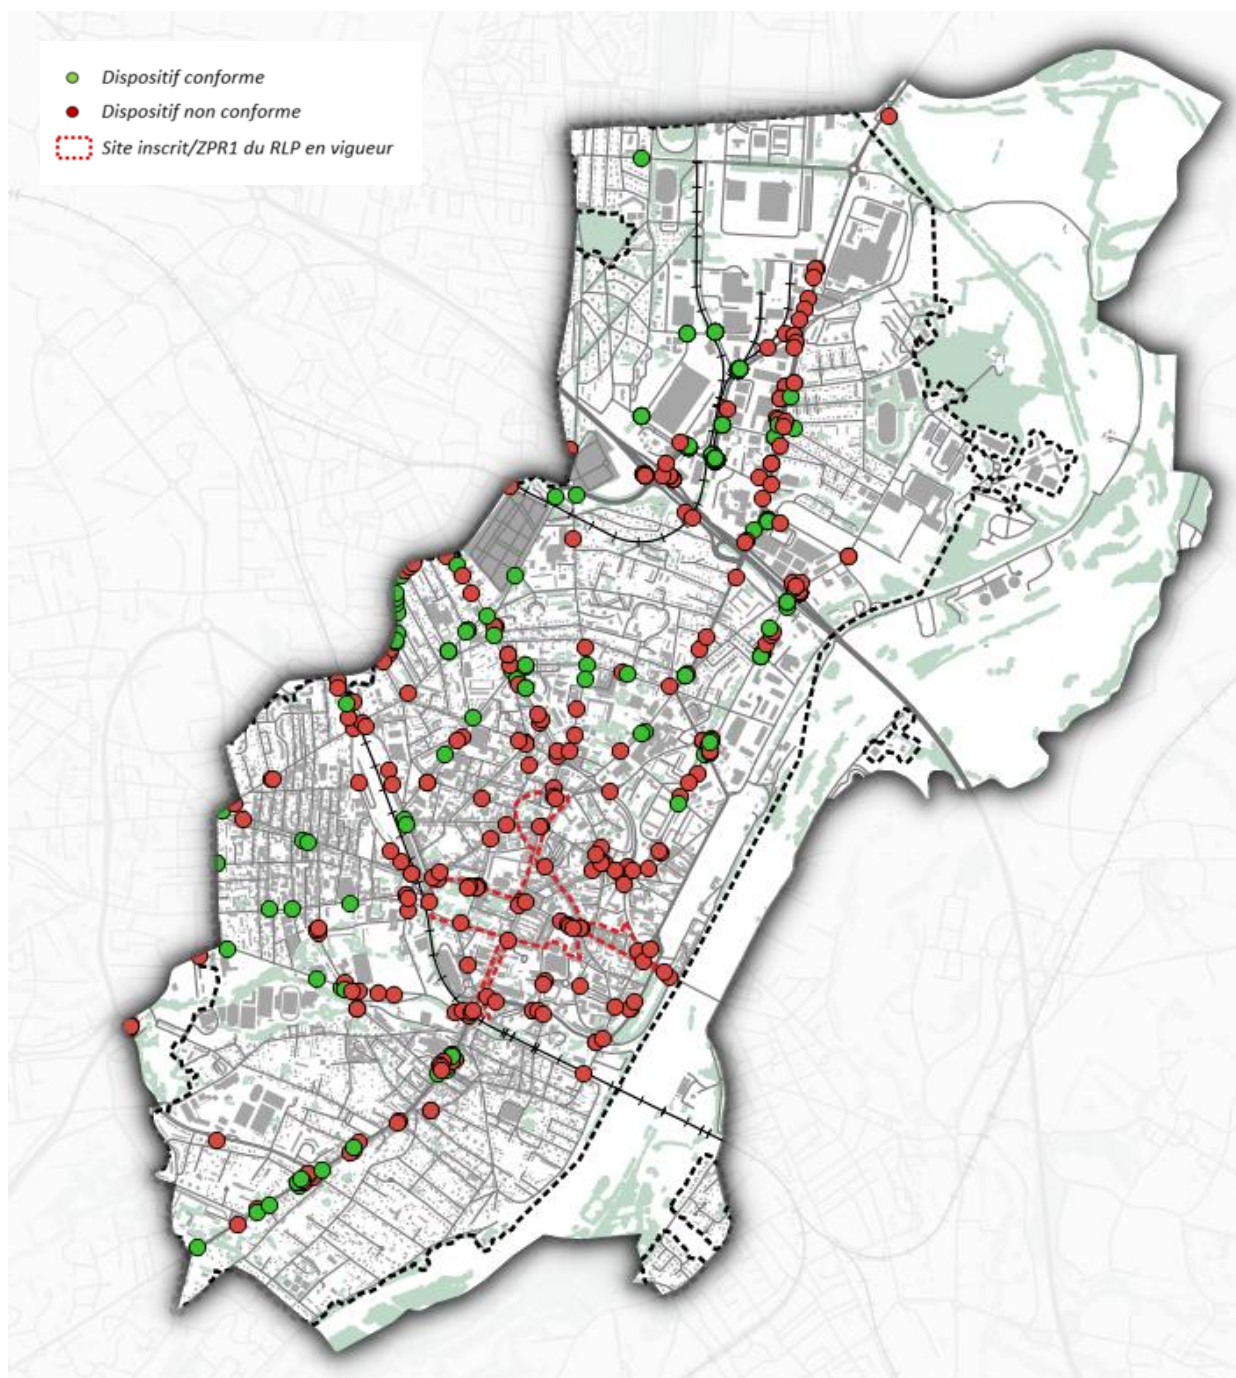 Dispositif conforme
Dispositif non conforme
Site inscrit/ZPR1 du RLP en vigueur